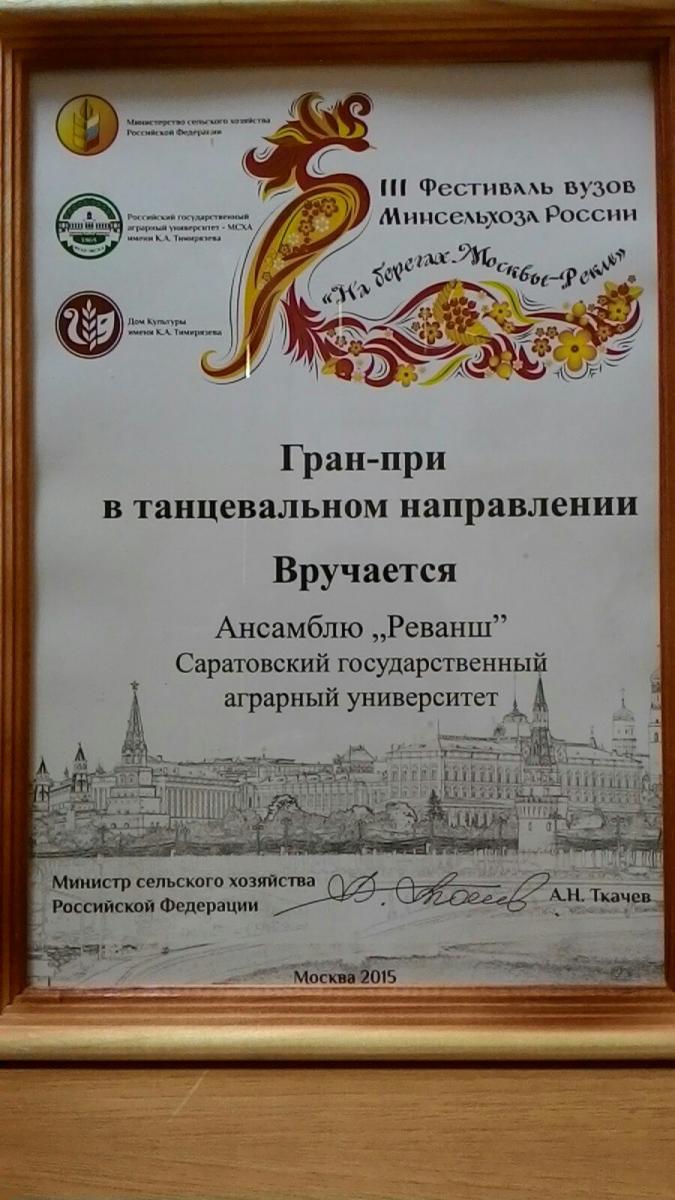 Министерство сельского хозяйства
Российской Федерации
Российский государственный
аграрный университет - МСХА
имени К.А. Тимирязева
1865
Дом Культуры
имени К.А. Тимирязева
III Фестиваль вузов
Минсельхоза России
«На берегах Москвы-Реки»
Гран-при
в танцевальном направлении
Вручается
Ансамблю „Реванш”
Саратовский государственный
аграрный университет
Министр сельского хозяйства
Российской Федерации
А.Н. Ткачев
Москва 2015